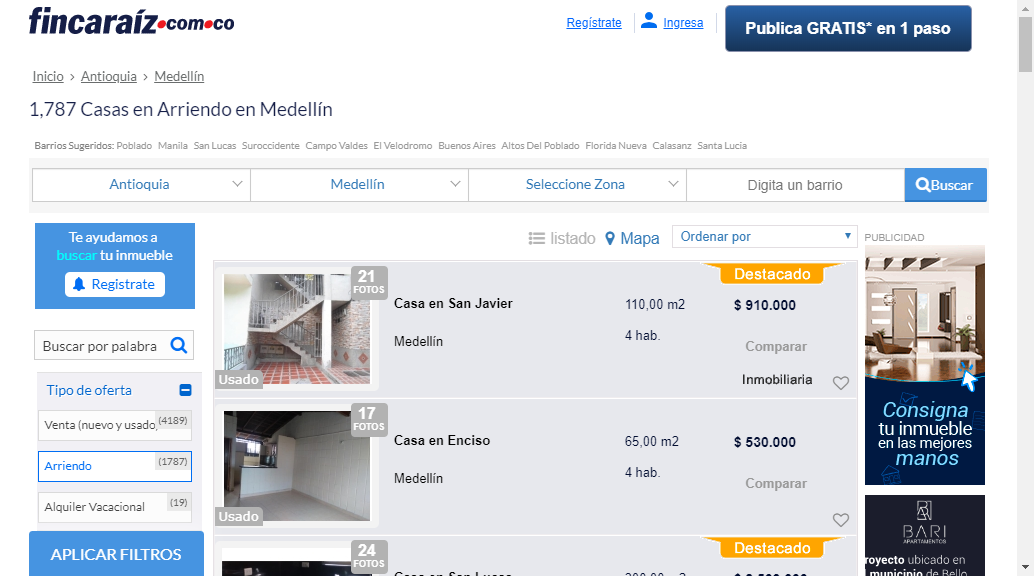 fincaraíz.com.co
Regístrate
Ingresa
Publica GRATIS* en 1 paso
Inicio > Antioquia > Medellín
1,787 Casas en Arriendo en Medellín
Barrios Sugeridos: Poblado Manila San Lucas Suroccidente Campo Valdes El Velodromo Buenos Aires Altos Del Poblado Florida Nueva Calasanz Santa Lucía
Antioquia
Medellín
Seleccione Zona
Digita un barrio
Buscar
Te ayudamos a
buscar tu inmueble
Registrate
listado
Mapa
Ordenar por
PUBLICIDAD
Buscar por palabra
Tipo de oferta
Venta (nuevo y usado) (4189)
Arriendo (1787)
Alquiler Vacacional (19)
APLICAR FILTROS
21
FOTOS
Usado
Casa en San Javier
Medellín
110,00 m2
4 hab.
Destacado
$ 910.000
Comparar
Inmobiliaria
17
FOTOS
Usado
Casa en Enciso
Medellín
65,00 m2
4 hab.
$ 530.000
Comparar
24
FOTOS
Destacado
Consigna
tu inmueble
en las mejores
manos
BARI
APARTAMENTOS
royecto ubicado en
municipio de Bello